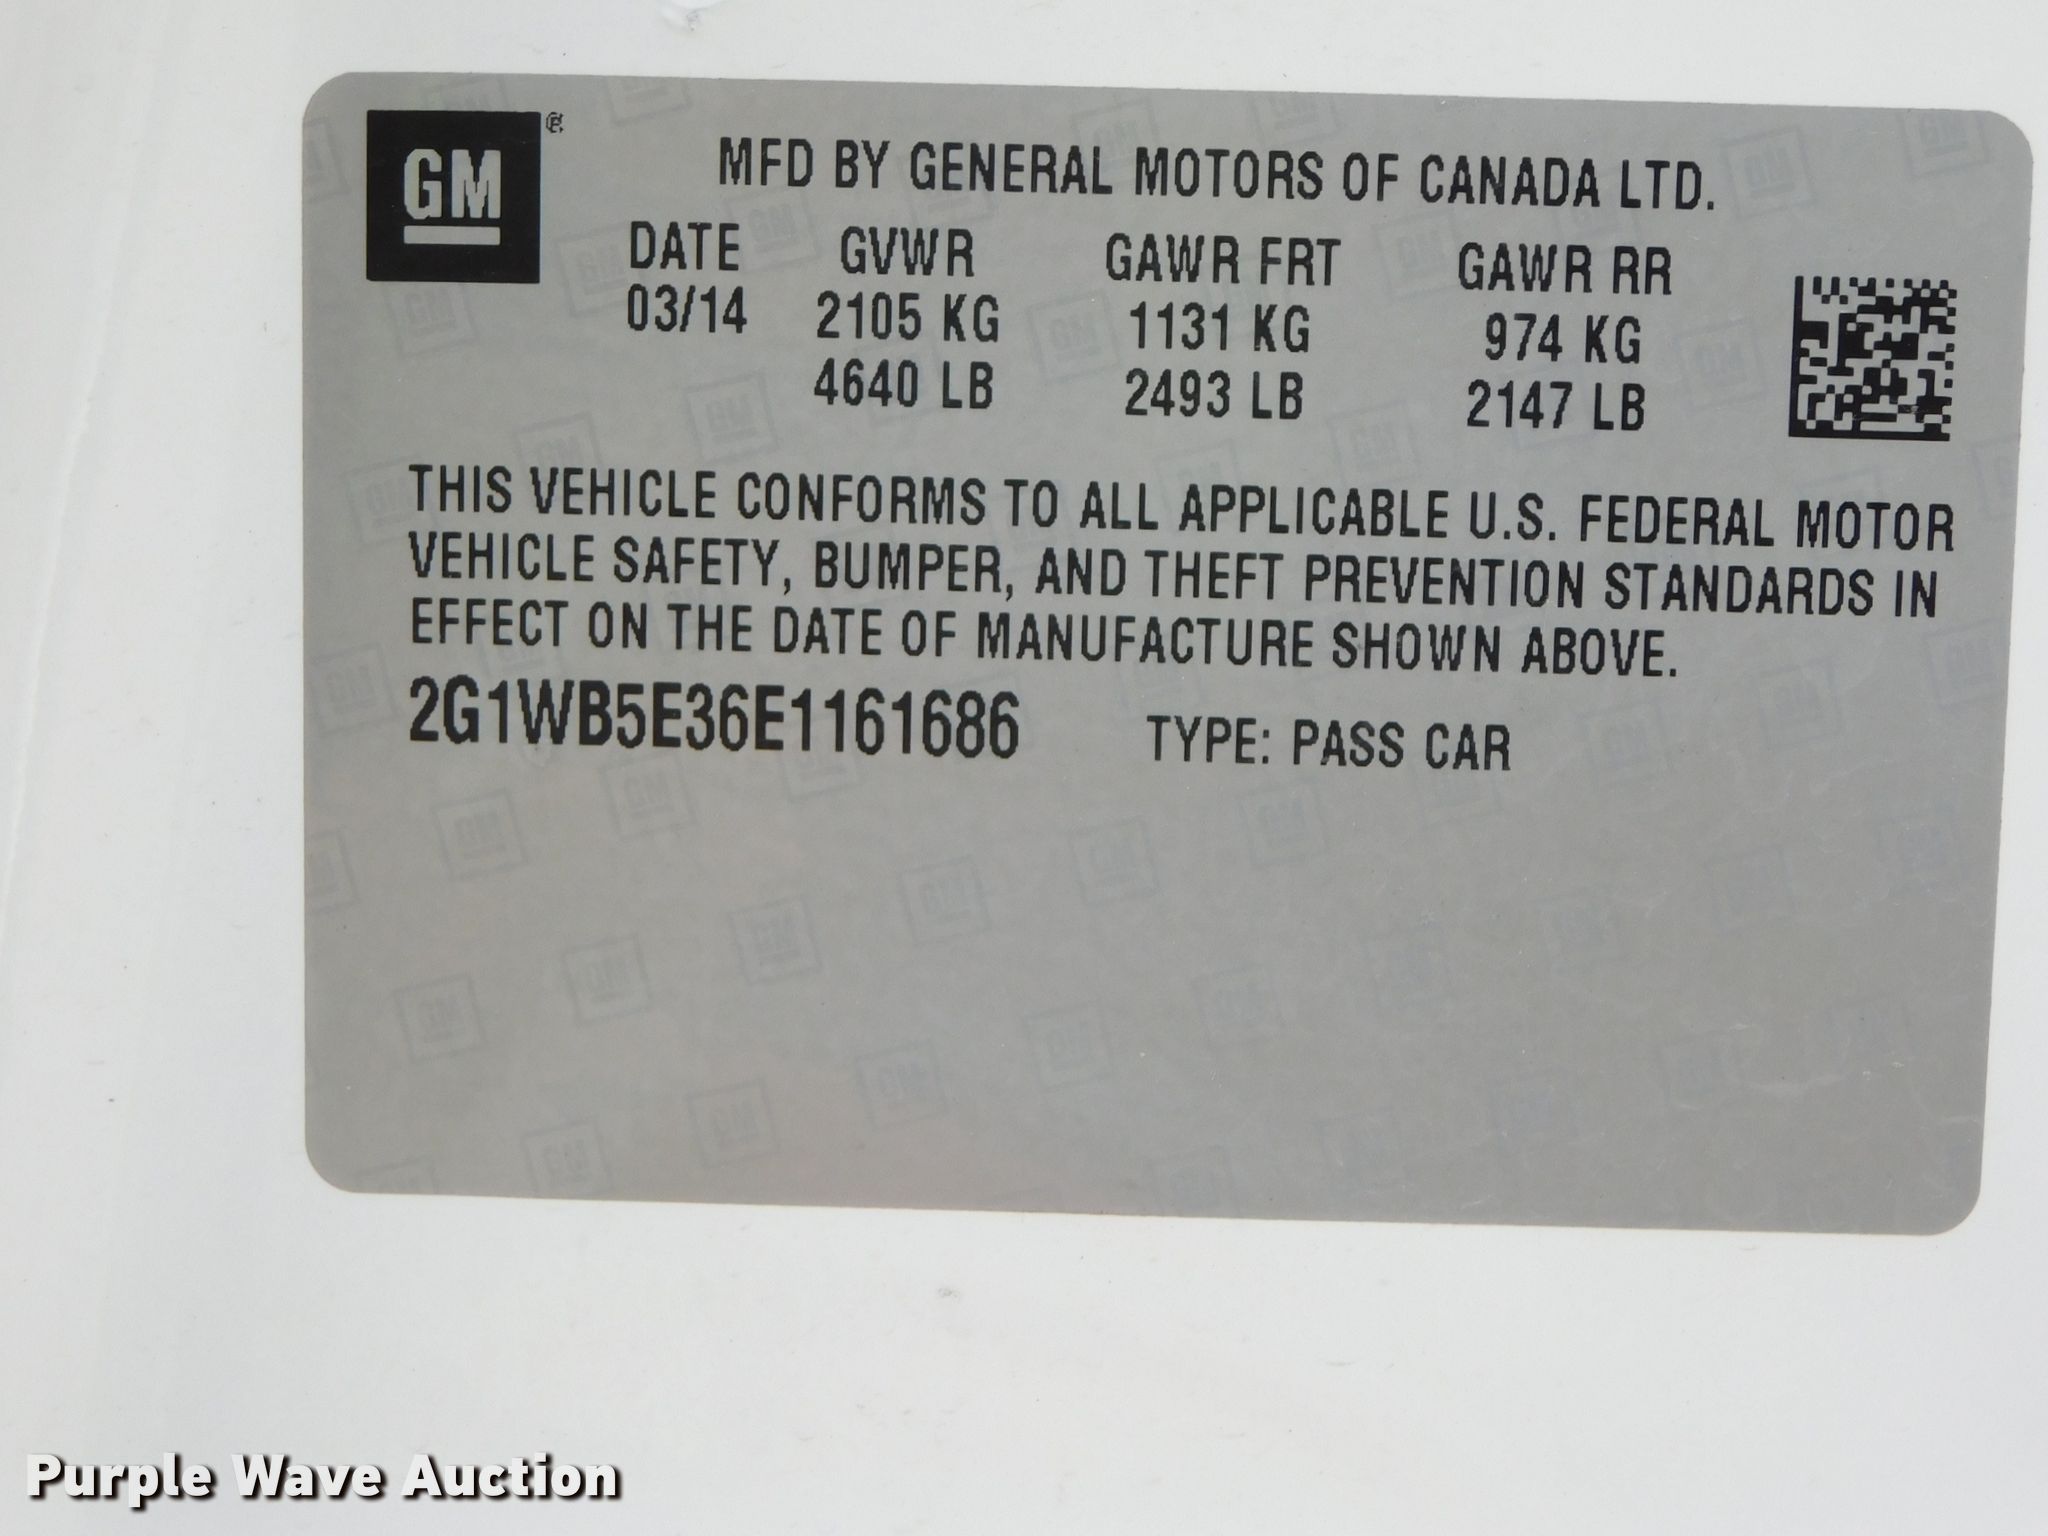 GM
MFD BY GENERAL MOTORS OF CANADA LTD.
DATE GVWR GAWR FRT GAWR RR
03/14 2105 KG 1131 KG 974 KG
4640 LB 2493 LB 2147 LB
THIS VEHICLE CONFORMS TO ALL APPLICABLE U.S. FEDERAL MOTOR
VEHICLE SAFETY, BUMPER, AND THEFT PREVENTION STANDARDS IN
EFFECT ON THE DATE OF MANUFACTURE SHOWN ABOVE.
2G1WB5E36E1161686 TYPE: PASS CAR
Purple Wave Auction